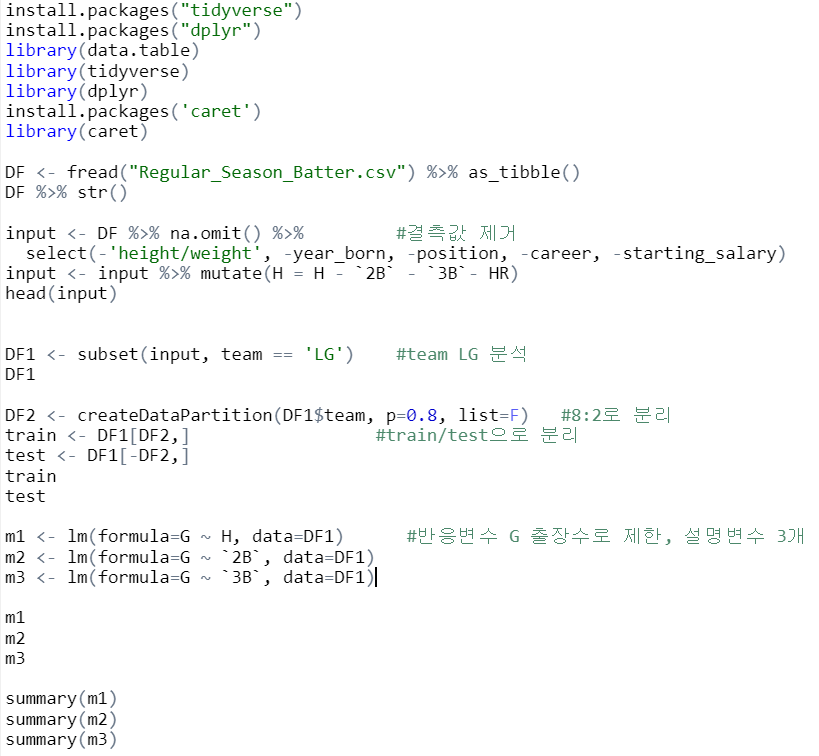 install.packages("tidyverse")
install.packages("dplyr")
library(data.table)
library(tidyverse)
library(dplyr)
install.packages('caret')
library(caret)
DF <- fread("Regular_Season_Batter.csv") %>% as_tibble()
DF %>% str()
input <- DF %>% na.omit() %>%         #결측값 제거
  select(-'height/weight', -year_born, -position, -career, -starting_salary)
input <- input %>% mutate(H = H - `2B` - `3B`- HR)
head(input)
DF1 <- subset(input, team == 'LG')    #team LG 분석
DF1
DF2 <- createDataPartition(DF1$team, p=0.8, list=F)   #8:2로 분리
train <- DF1[DF2,]                  #train/test으로 분리
test <- DF1[-DF2,]
train
test
m1 <- lm(formula=G ~ H, data=DF1)      #반응변수 G 출장수로 제한, 설명변수 3개
m2 <- lm(formula=G ~ `2B`, data=DF1)
m3 <- lm(formula=G ~ `3B`, data=DF1)
m1
m2
m3
summary(m1)
summary(m2)
summary(m3)